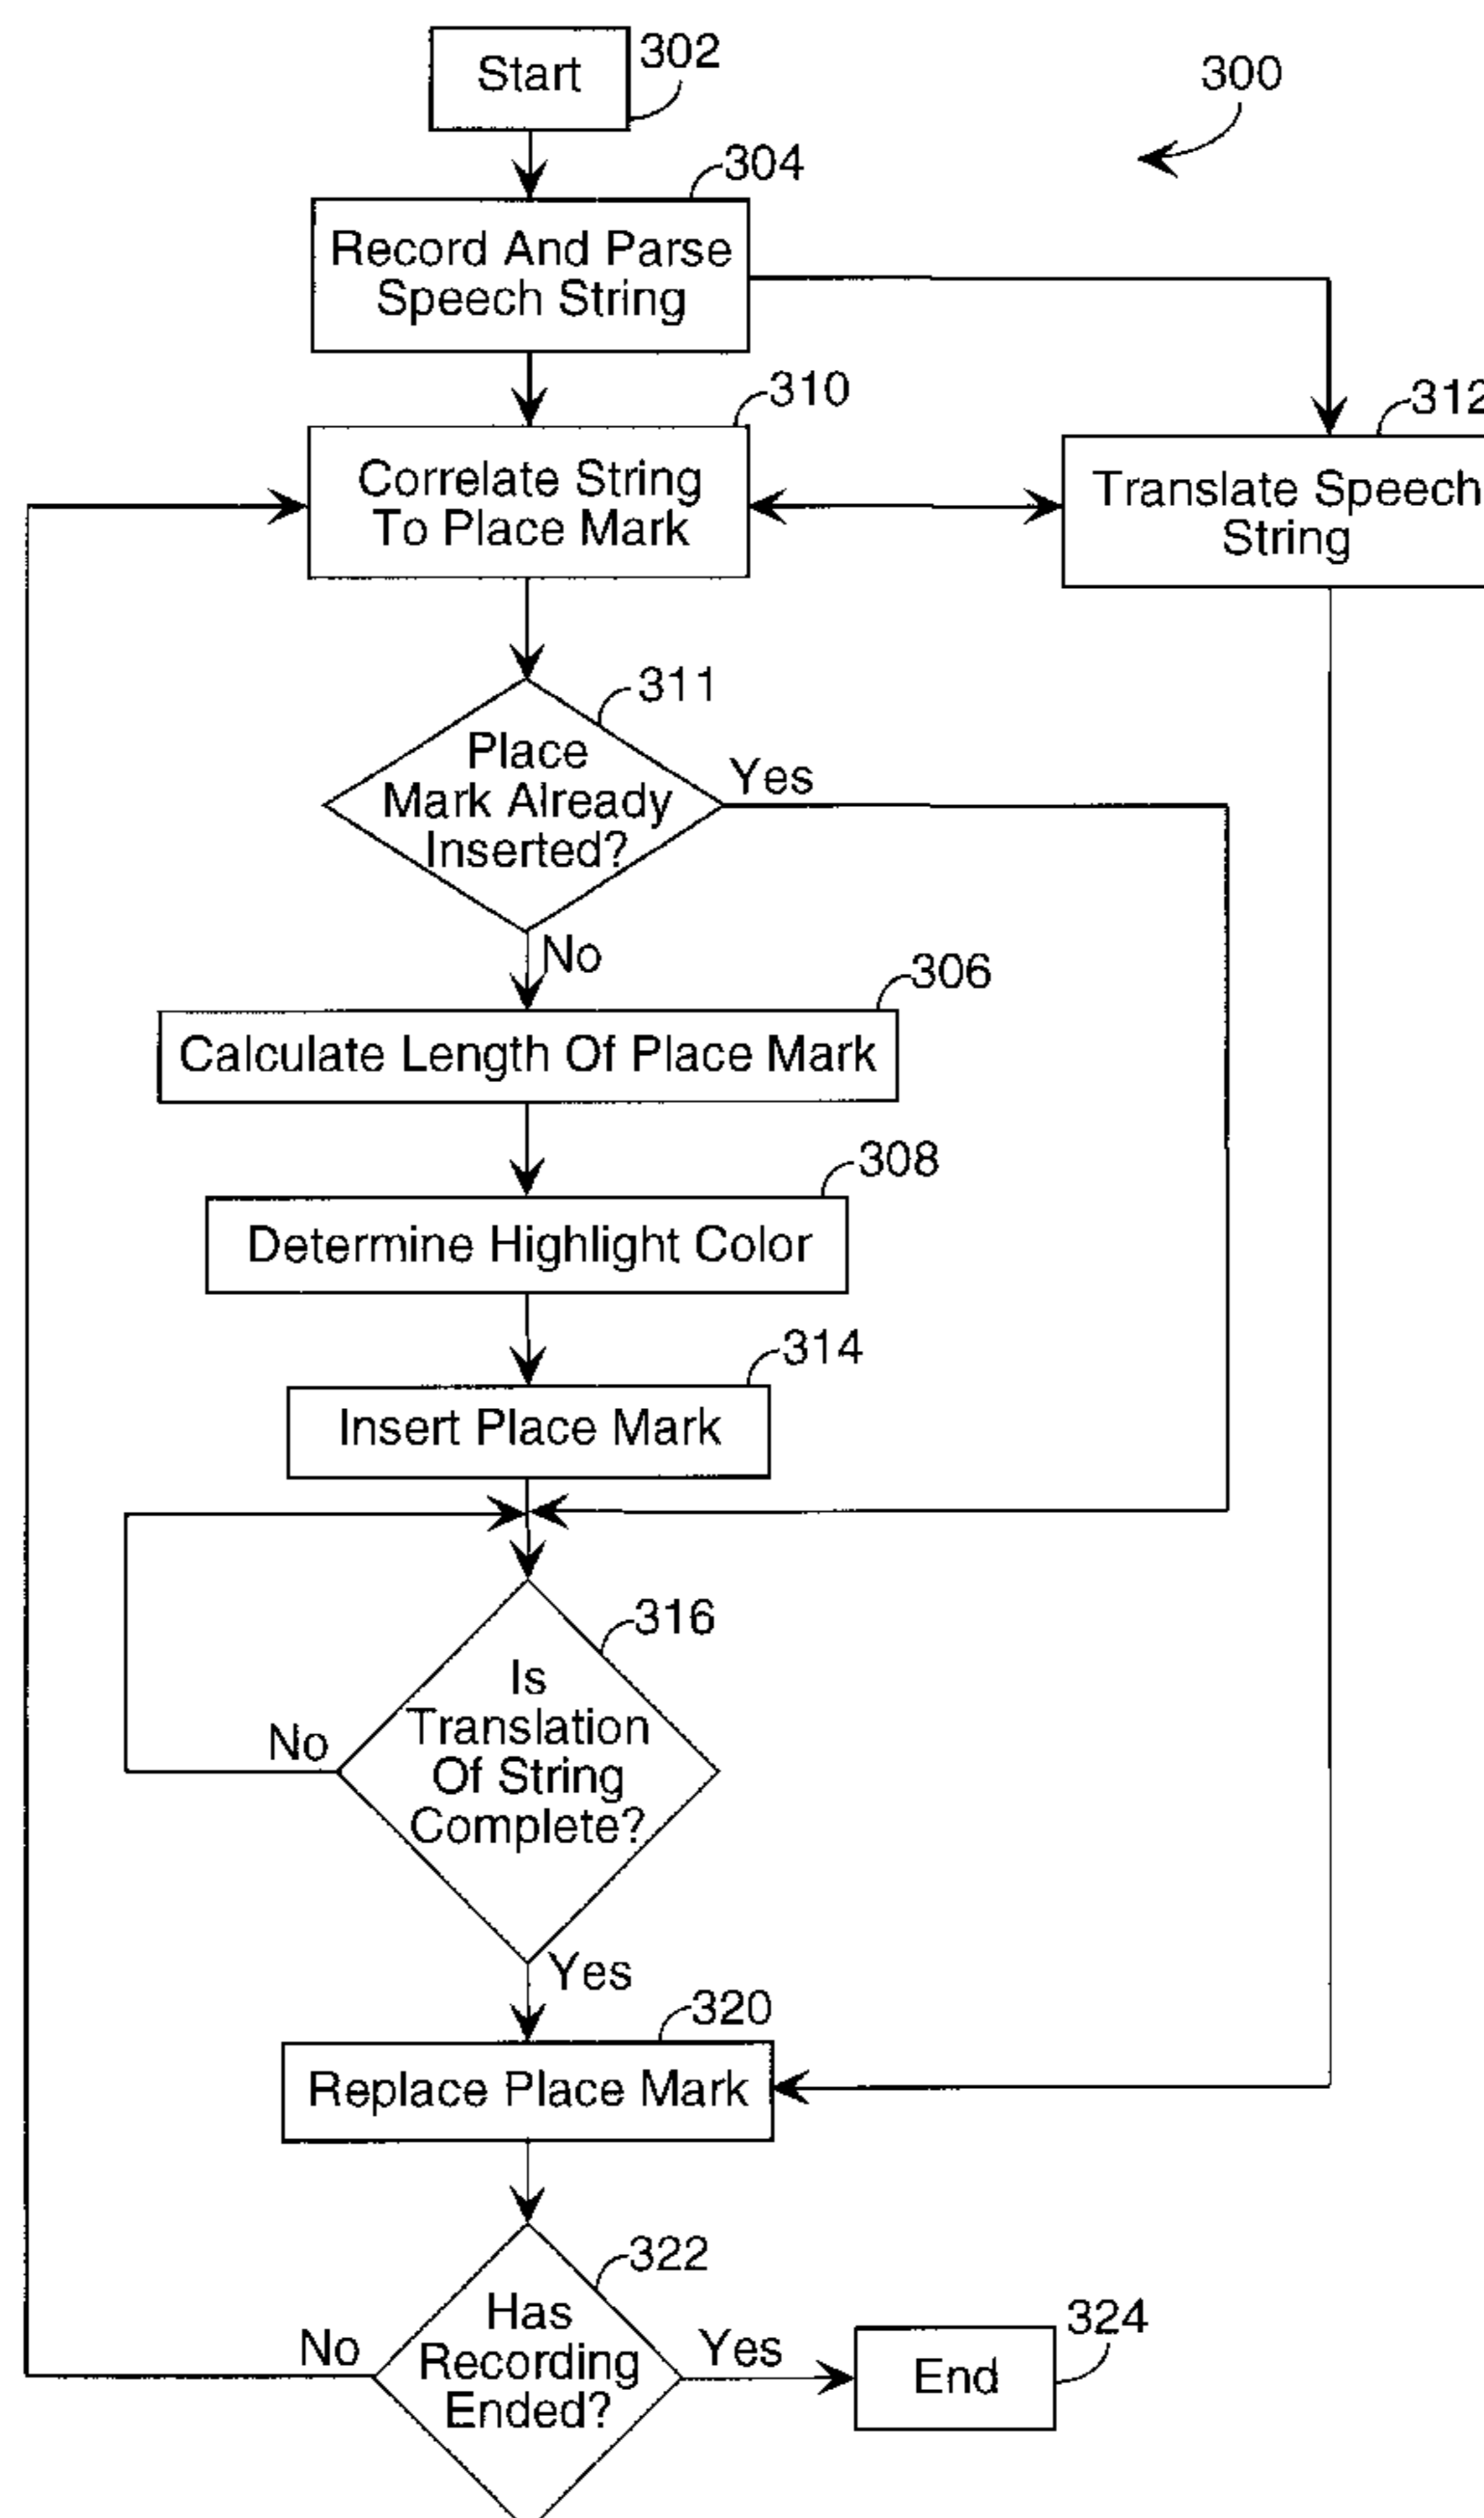 Start
302
300
304
Record And Parse
Speech String
310
312
Correlate String
To Place Mark
Translate Speech
String
311
Place
Mark Already
Inserted?
Yes
No
306
Calculate Length Of Place Mark
308
Determine Highlight Color
314
Insert Place Mark
316
Is
Translation
Of String
Complete?
No
Yes
320
Replace Place Mark
322
Has
Recording
Ended?
No
Yes
324
End